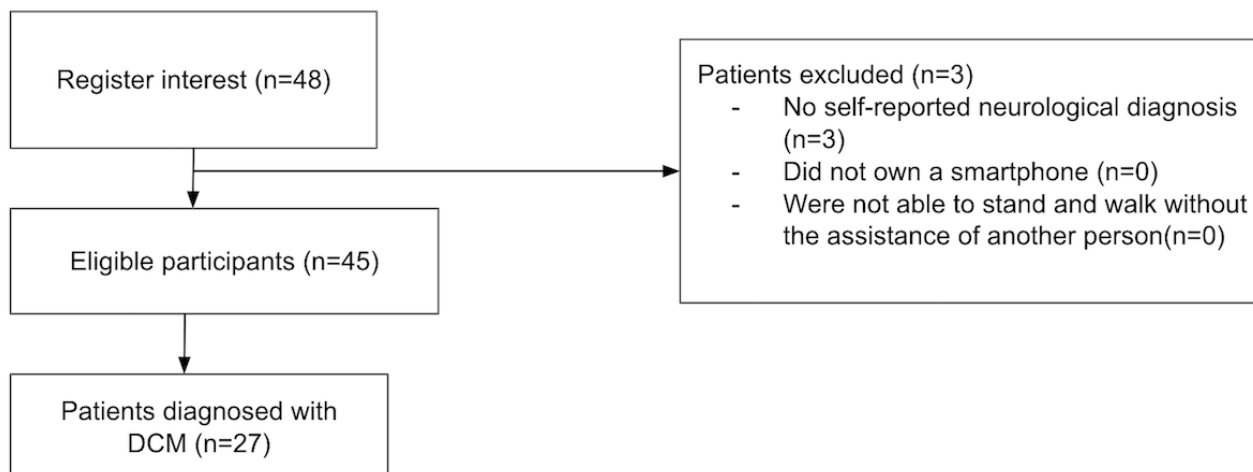 Register interest (n=48)
Patients excluded (n=3)
- No self-reported neurological diagnosis
(n=3)
- Did not own a smartphone (n=0)
- Were not able to stand and walk without
the assistance of another person(n=0)
Eligible participants (n=45)
Patients diagnosed with
DCM (n=27)